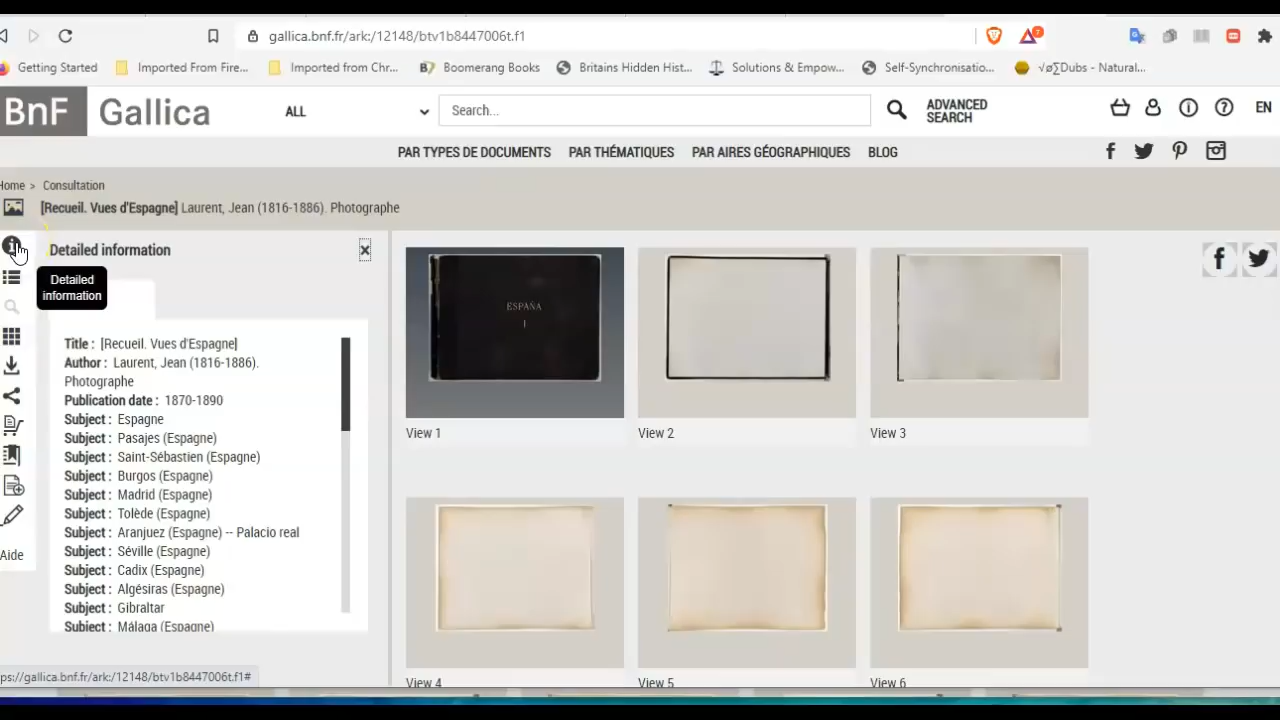 gallica.bnf.fr/ark:/12148/btv1b8447006t.f1
7
Getting Started
Imported From Fire...
Imported from Chr...
Boomerang Books
Britains Hidden Hist...
Solutions & Empow...
Self-Synchronisatio...
√ø∑Dubs - Natural...
BnF Gallica
ALL
Search...
ADVANCED
SEARCH
EN
PAR TYPES DE DOCUMENTS
PAR THÉMATIQUES
PAR AIRES GÉOGRAPHIQUES
BLOG
Home > Consultation
[Recueil. Vues d'Espagne] Laurent, Jean (1816-1886). Photographe
Detailed information
Detailed
information
Title : [Recueil. Vues d'Espagne]
Author : Laurent, Jean (1816-1886).
Photographe
Publication date : 1870-1890
Subject : Espagne
Subject : Pasajes (Espagne)
Subject : Saint-Sébastien (Espagne)
Subject : Burgos (Espagne)
Subject : Madrid (Espagne)
Subject : Tolède (Espagne)
Subject : Aranjuez (Espagne) -- Palacio real
Subject : Séville (Espagne)
Subject : Cadix (Espagne)
Subject : Algésiras (Espagne)
Subject : Gibraltar
Subject : Málaga (Espagne)
Aide
ESPAÑA
I
View 1
View 2
View 3
View 4
View 5
View 6
ps://gallica.bnf.fr/ark:/12148/btv1b8447006t.f1#